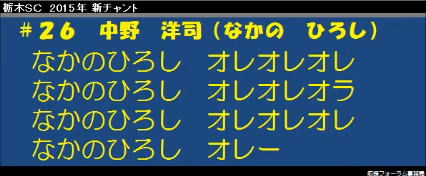 栃木SC 2015年 新チャント
#26 中野 洋司(なかの ひろし)
なかのひろし オレオレオレ
なかのひろし オレオレオラ
なかのひろし オレオレオレ
なかのひろし オレー